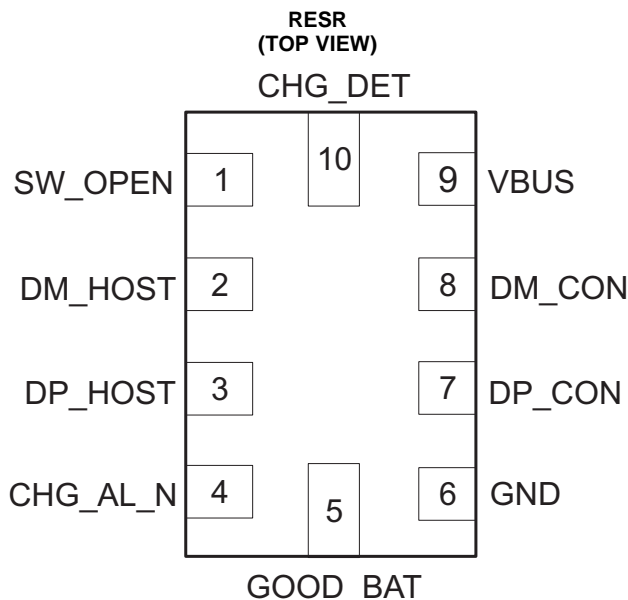 RESR
(TOP VIEW)
CHG_DET
SW_OPEN 1 10 9 VBUS
DM_HOST 2 8 DM_CON
DP_HOST 3 7 DP_CON
CHG_AL_N 4 5 6 GND
GOOD_BAT